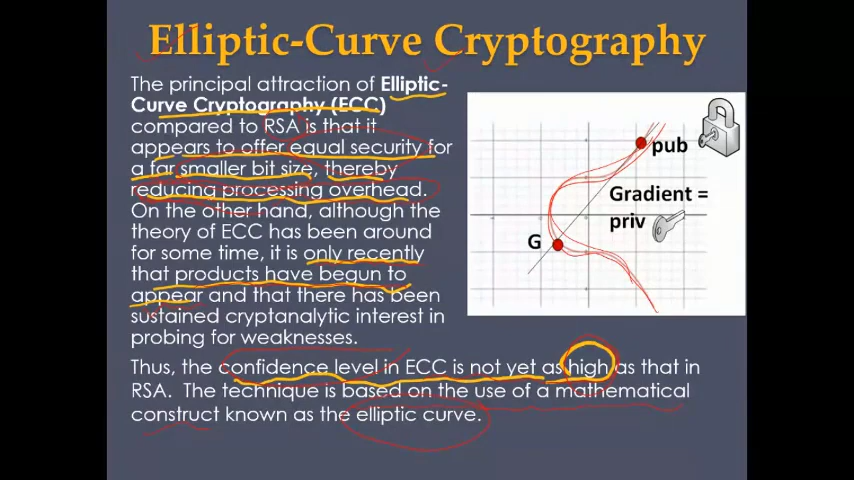 Elliptic-Curve Cryptography
The principal attraction of Elliptic-
Curve Cryptography (ECC)
compared to RSA is that it
appears to offer equal security for
a far smaller bit size, thereby
reducing processing overhead.
On the other hand, although the
theory of ECC has been around
for some time, it is only recently
that products have begun to
appear and that there has been
sustained cryptanalytic interest in
probing for weaknesses.
Thus, the confidence level in ECC is not yet as high as that in
RSA. The technique is based on the use of a mathematical
construct known as the elliptic curve.
pub
Gradient =
priv
G